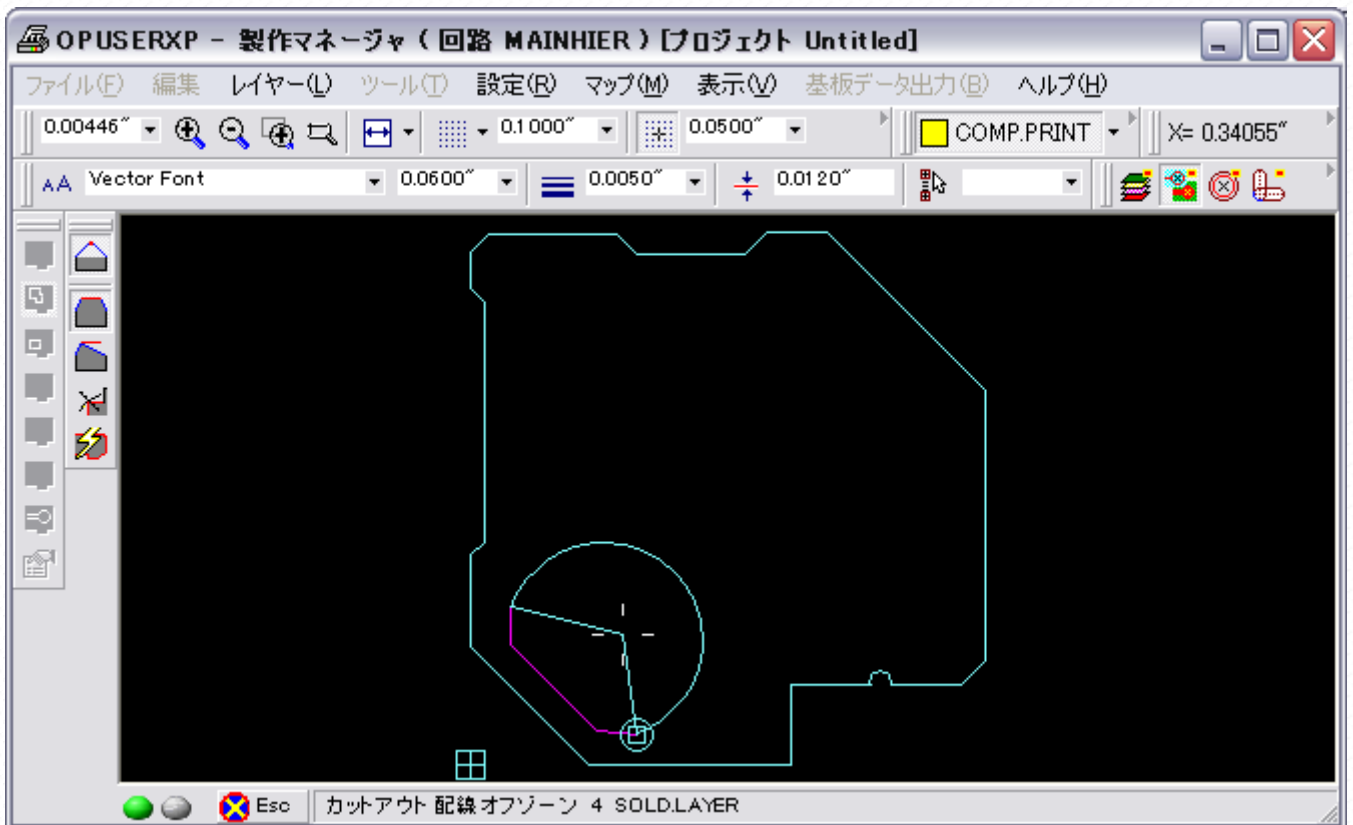 OPUSERXP - 製作マネージャ ( 回路 MAINHIER ) [プロジェクト Untitled]
ファイル(F) 編集 レイヤー(L) ツール(T) 設定(R) マップ(M) 表示(V) 基板データ出力(B) ヘルプ(H)
0.00446" 0.1000" 0.0500" COMP.PRINT X= 0.34055"
AA Vector Font 0.0600" 0.0050" 0.0120"
Esc カットアウト 配線オフゾーン 4 SOLD.LAYER